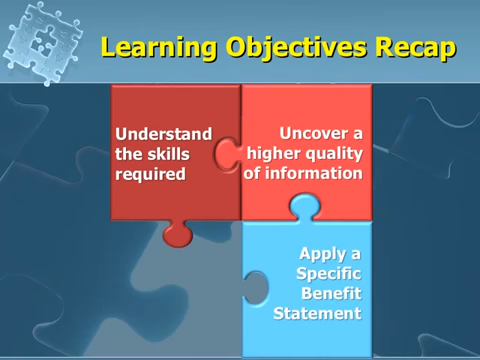 Learning Objectives Recap
Understand
the skills
required
Uncover a
higher quality
of information
Apply a
Specific
Benefit
Statement